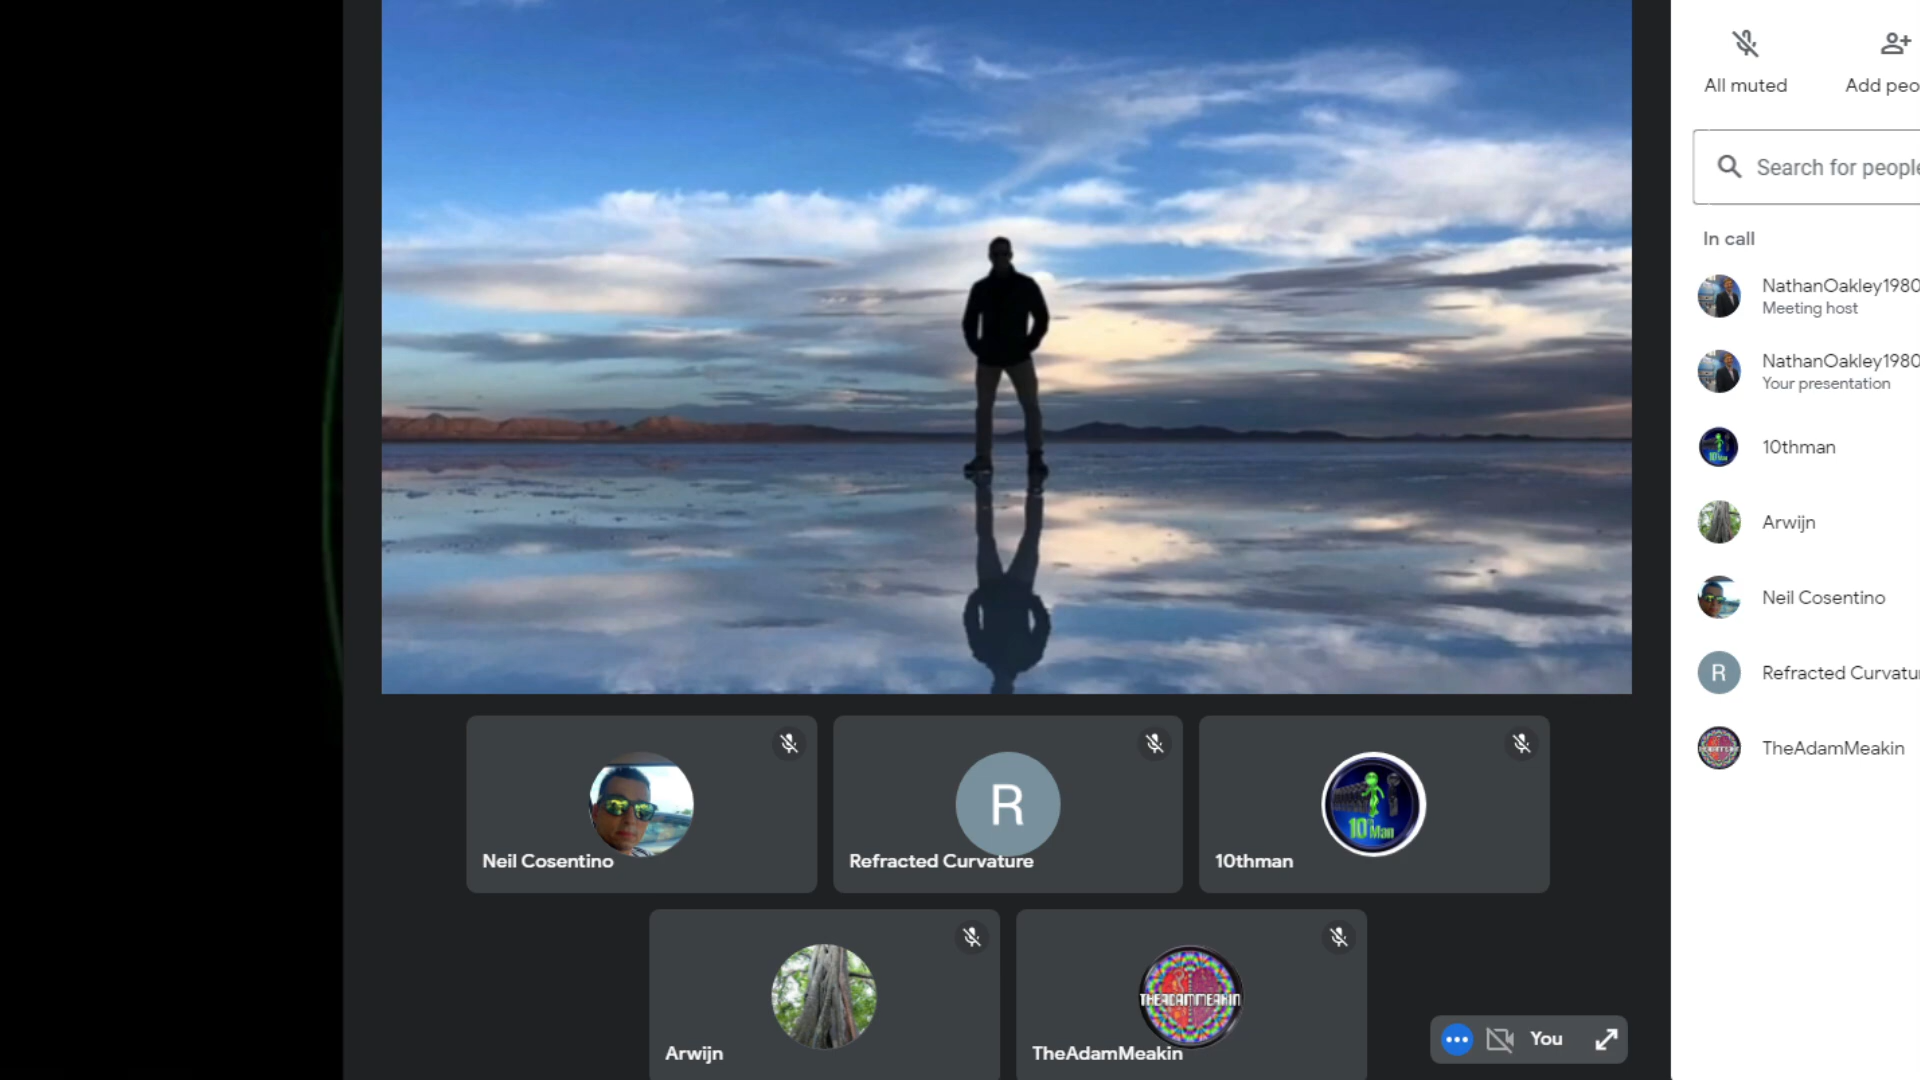 All muted
Add peo
Search for people
In call
NathanOakley1980
Meeting host
NathanOakley1980
Your presentation
10thman
Arwijn
Neil Cosentino
R
Refracted Curvatu
TheAdamMeakin
R
10th Man
Neil Cosentino
Refracted Curvature
10thman
THEADAMMEAKIN
Arwijn
TheAdamMeakin
You